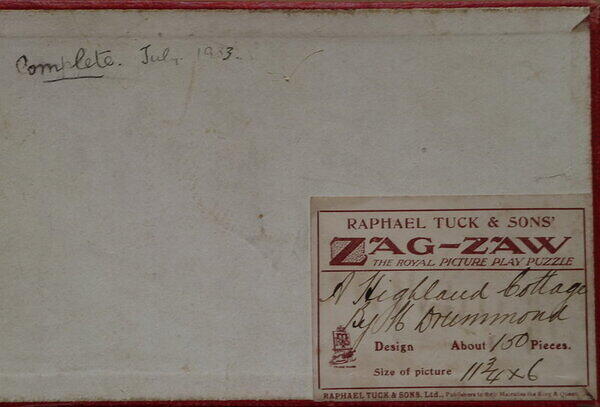 Complete. July 1933.
RAPHAEL TUCK & SONS'
ZAG-ZAW
THE ROYAL PICTURE PLAY PUZZLE
A Highland Cottage
By Drummond
Design About 150 Pieces.
Size of picture 11¾ x 6
RAPHAEL TUCK & SONS. Ltd., Publishers to their Majesties the King & Queen.